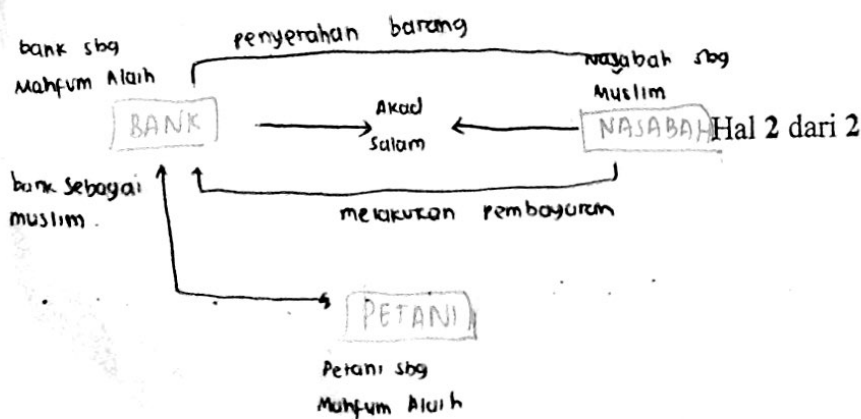 penyerahan barang
bank sbg
Mahfum Alaih
Nasabah sbg
Muslim
BANK
Akad
Salam
NASABAH
Hal 2 dari 2
bank sebagai
muslim.
melakukan pembayaran
PETANI
Petani sbg
Mahfum Alaih